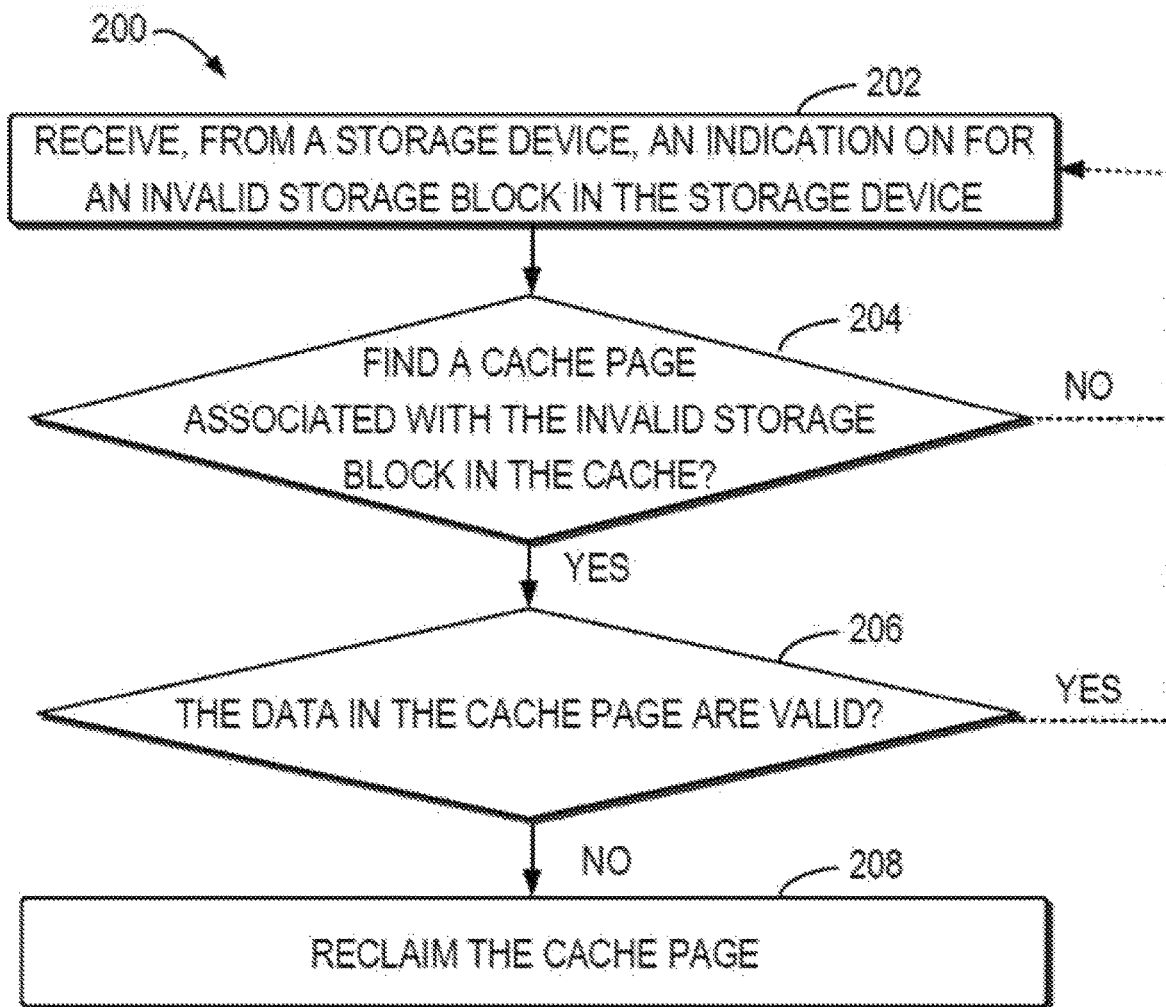 200
202
RECEIVE, FROM A STORAGE DEVICE, AN INDICATION ON FOR
AN INVALID STORAGE BLOCK IN THE STORAGE DEVICE
204
FIND A CACHE PAGE
ASSOCIATED WITH THE INVALID STORAGE
BLOCK IN THE CACHE?
NO
YES
206
THE DATA IN THE CACHE PAGE ARE VALID?
YES
NO
208
RECLAIM THE CACHE PAGE